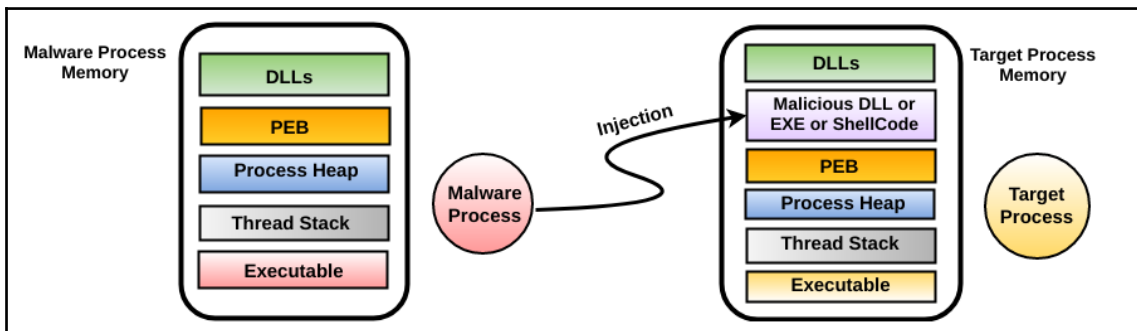 Malware Process
Memory
DLLs
PEB
Process Heap
Thread Stack
Executable
Malware
Process
Injection
DLLs
Malicious DLL or
EXE or ShellCode
PEB
Process Heap
Thread Stack
Executable
Target Process
Memory
Target
Process